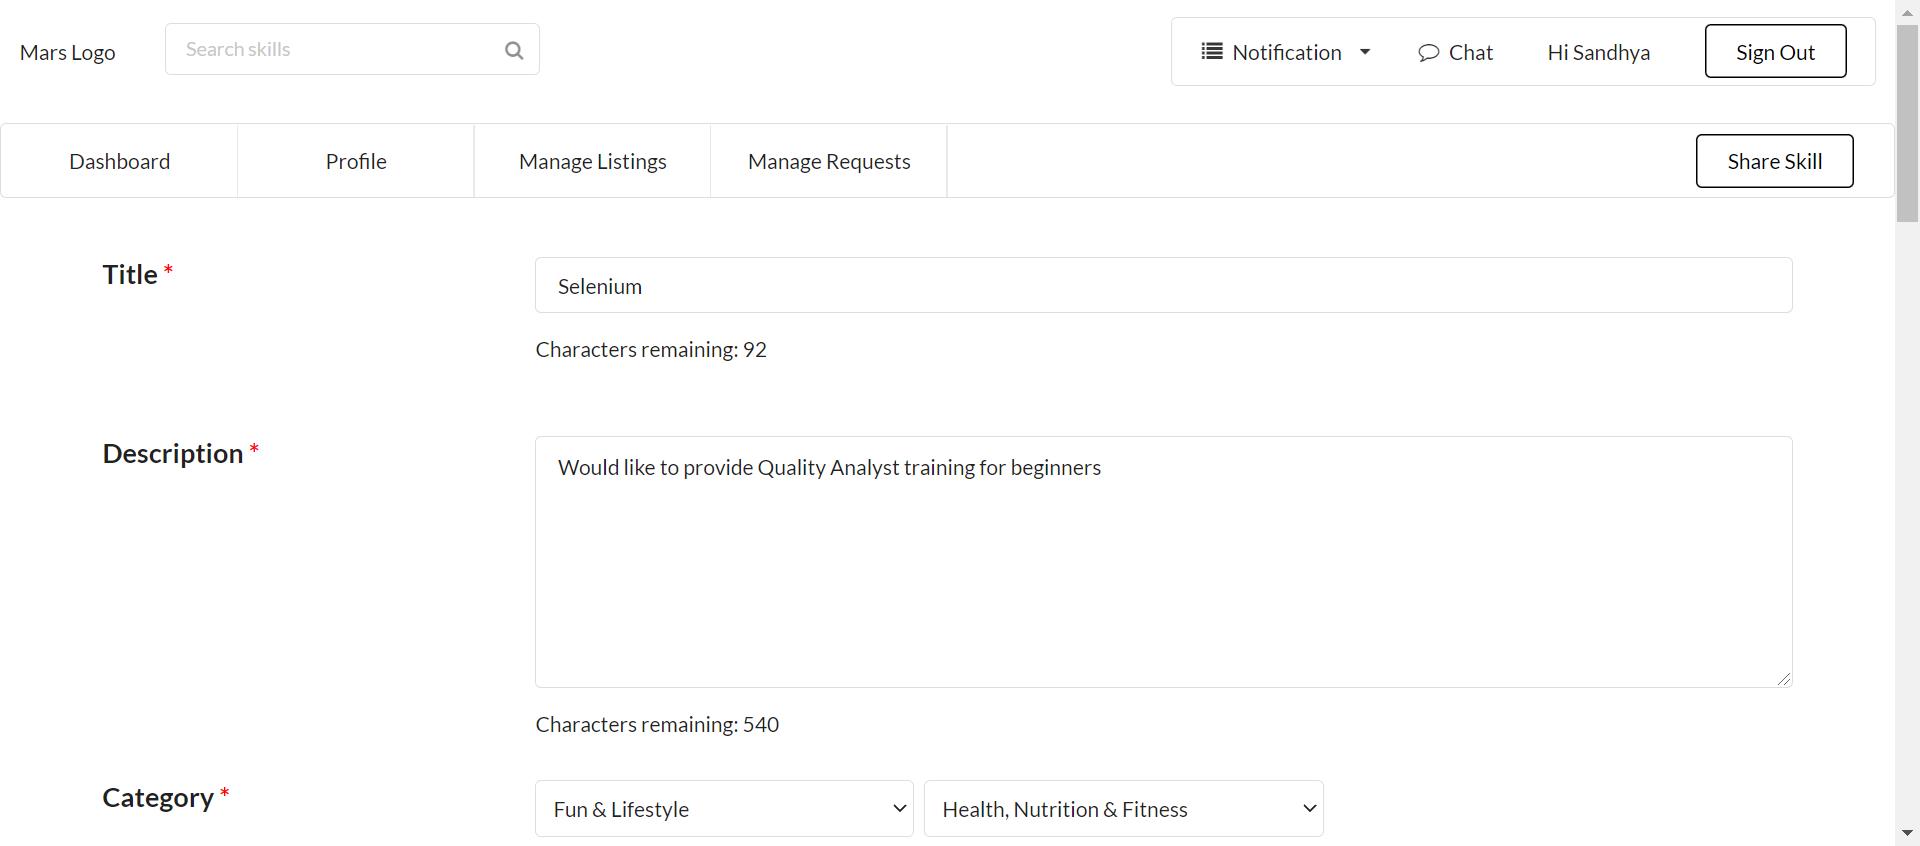 Mars Logo
Search skills
Notification
Chat
Hi Sandhya
Sign Out
Dashboard
Profile
Manage Listings
Manage Requests
Share Skill
Title *
Selenium
Characters remaining: 92
Description *
Would like to provide Quality Analyst training for beginners
Characters remaining: 540
Category *
Fun & Lifestyle
Health, Nutrition & Fitness